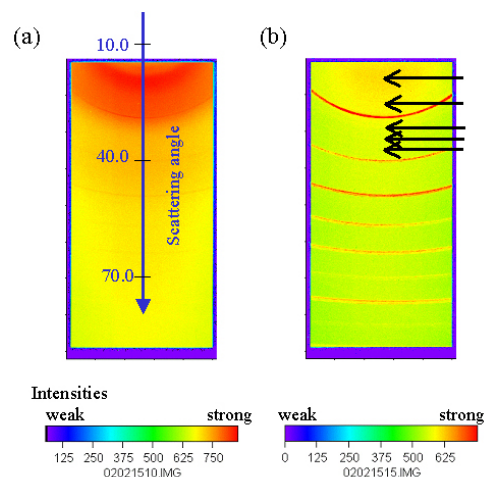 (a)
10.0
40.0
Scattering angle
70.0
(b)
Intensities
weak strong
125 250 375 500 625 750
02021510.IMG
weak strong
0 125 250 375 500 625
02021515.IMG